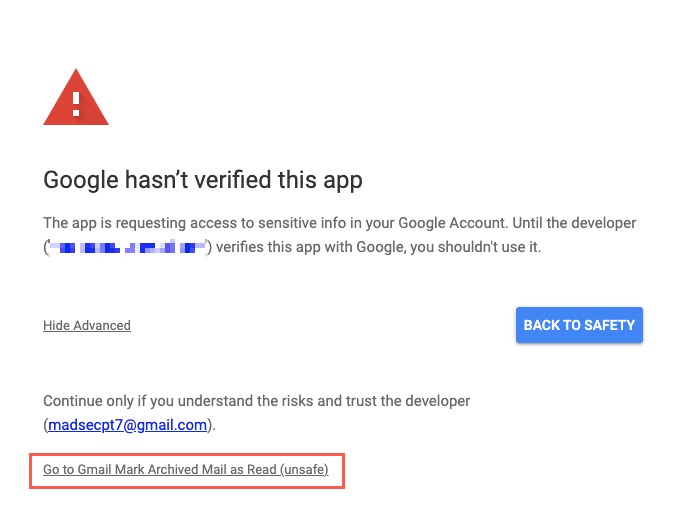 Google hasn't verified this app
The app is requesting access to sensitive info in your Google Account. Until the developer
() verifies this app with Google, you shouldn't use it.
Hide Advanced
BACK TO SAFETY
Continue only if you understand the risks and trust the developer
(madsecpt7@gmail.com).
Go to Gmail Mark Archived Mail as Read (unsafe)